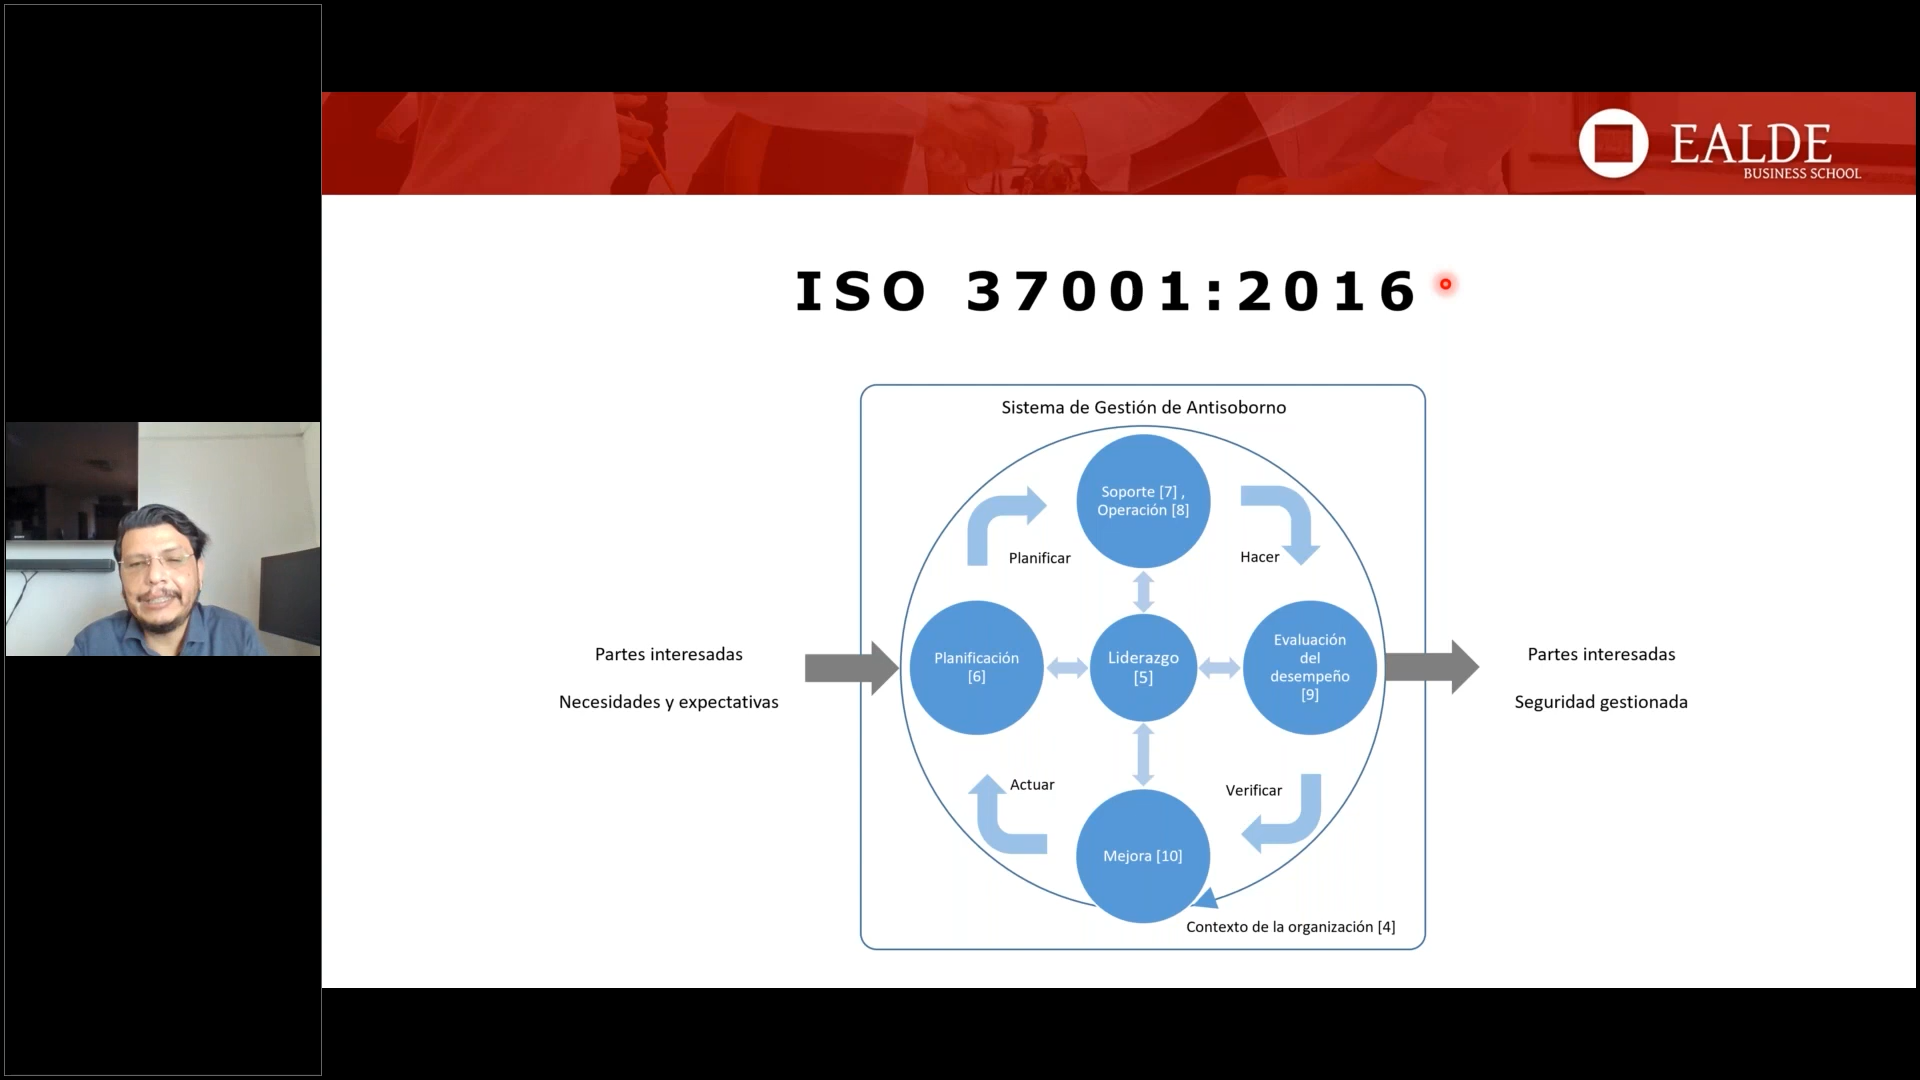 EALDE
BUSINESS SCHOOL
ISO 37001:2016
Sistema de Gestión de Antisoborno
Soporte [7] ,
Operación [8]
Planificar
Hacer
Partes interesadas
Necesidades y expectativas
Planificación
[6]
Liderazgo
[5]
Evaluación
del
desempeño
[9]
Partes interesadas
Seguridad gestionada
Actuar
Verificar
Mejora [10]
Contexto de la organización [4]